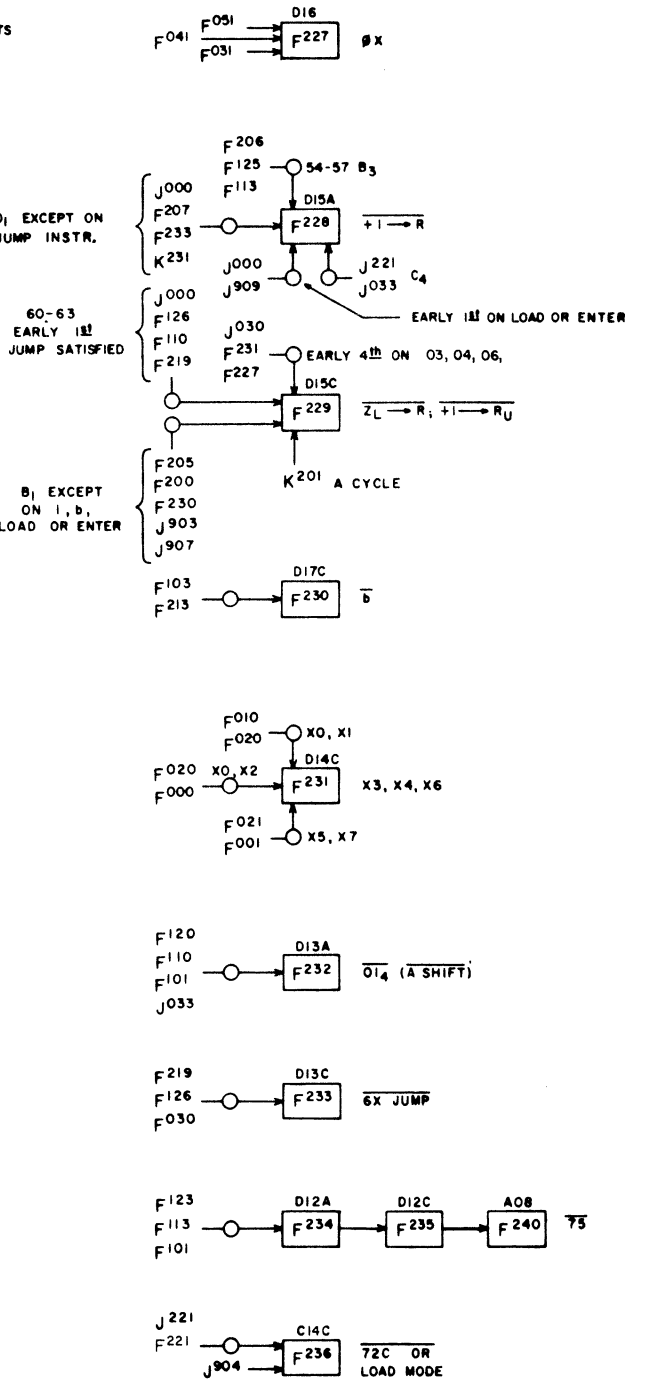 TS
D16
F051
F041
F031
F227
ØX
F206
F125
F113
54-57 B3
D15A
J000
F207
F233
K231
EXCEPT ON
JUMP INSTR.
F228
+1→R
J000
J909
J221
J033
C4
EARLY 1st ON LOAD OR ENTER
60-63
EARLY 1st
JUMP SATISFIED
J000
F126
F110
F219
J030
F231
F227
EARLY 4th ON 03, 04, 06,
D15C
F229
ZL→R; +1→RU
K201 A CYCLE
B1 EXCEPT
ON 1, b,
LOAD OR ENTER
F205
F200
F230
J903
J907
D17C
F103
F213
F230
b
F010
F020
X0, X1
D14C
F020
F000
X0, X2
F231
X3, X4, X6
F021
F001
X5, X7
D13A
F120
F110
F101
J033
F232
014 (A SHIFT)
D13C
F219
F126
F030
F233
6X JUMP
D12A
D12C
A08
F123
F113
F101
F234
F235
F240
75
C14C
J221
F221
J904
F236
72C OR
LOAD MODE